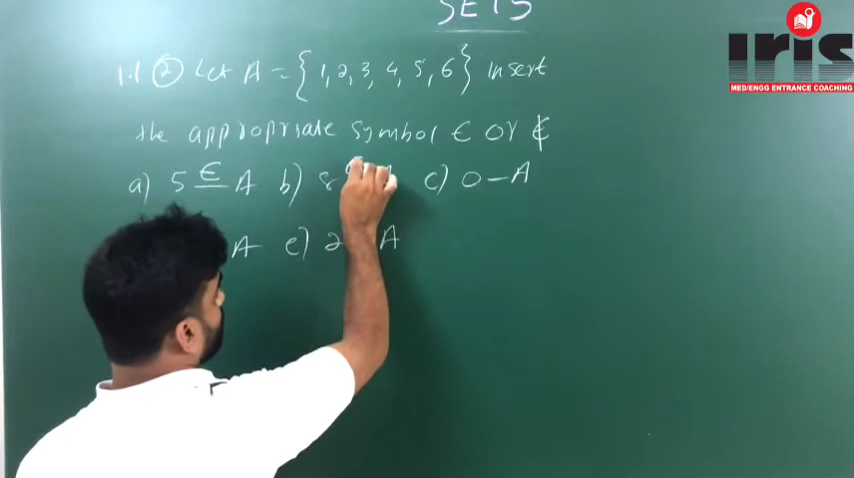 SETS
IRIS
MED/ENGG ENTRANCE COACHING
1.1 ② Let A = {1, 2, 3, 4, 5, 6} insert
the appropriate symbol ∈ or ∉
a) 5 ∈ A b) 8 A c) 0 — A
A e) 2 A